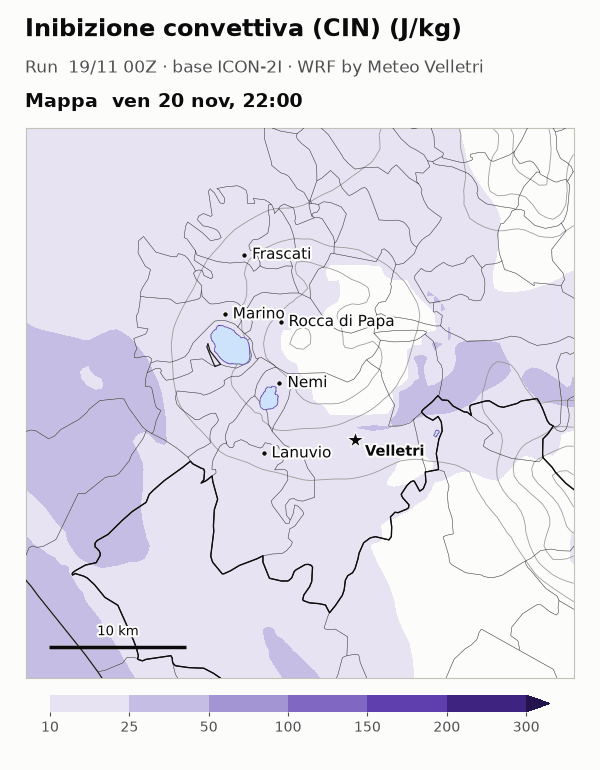 Inibizione convettiva (CIN) (J/kg)
Run 19/11 00Z · base ICON-2I · WRF by Meteo Velletri
Mappa ven 20 nov, 22:00
Frascati
Marino
Rocca di Papa
Nemi
Velletri
Lanuvio
10 km
10 25 50 100 150 200 300